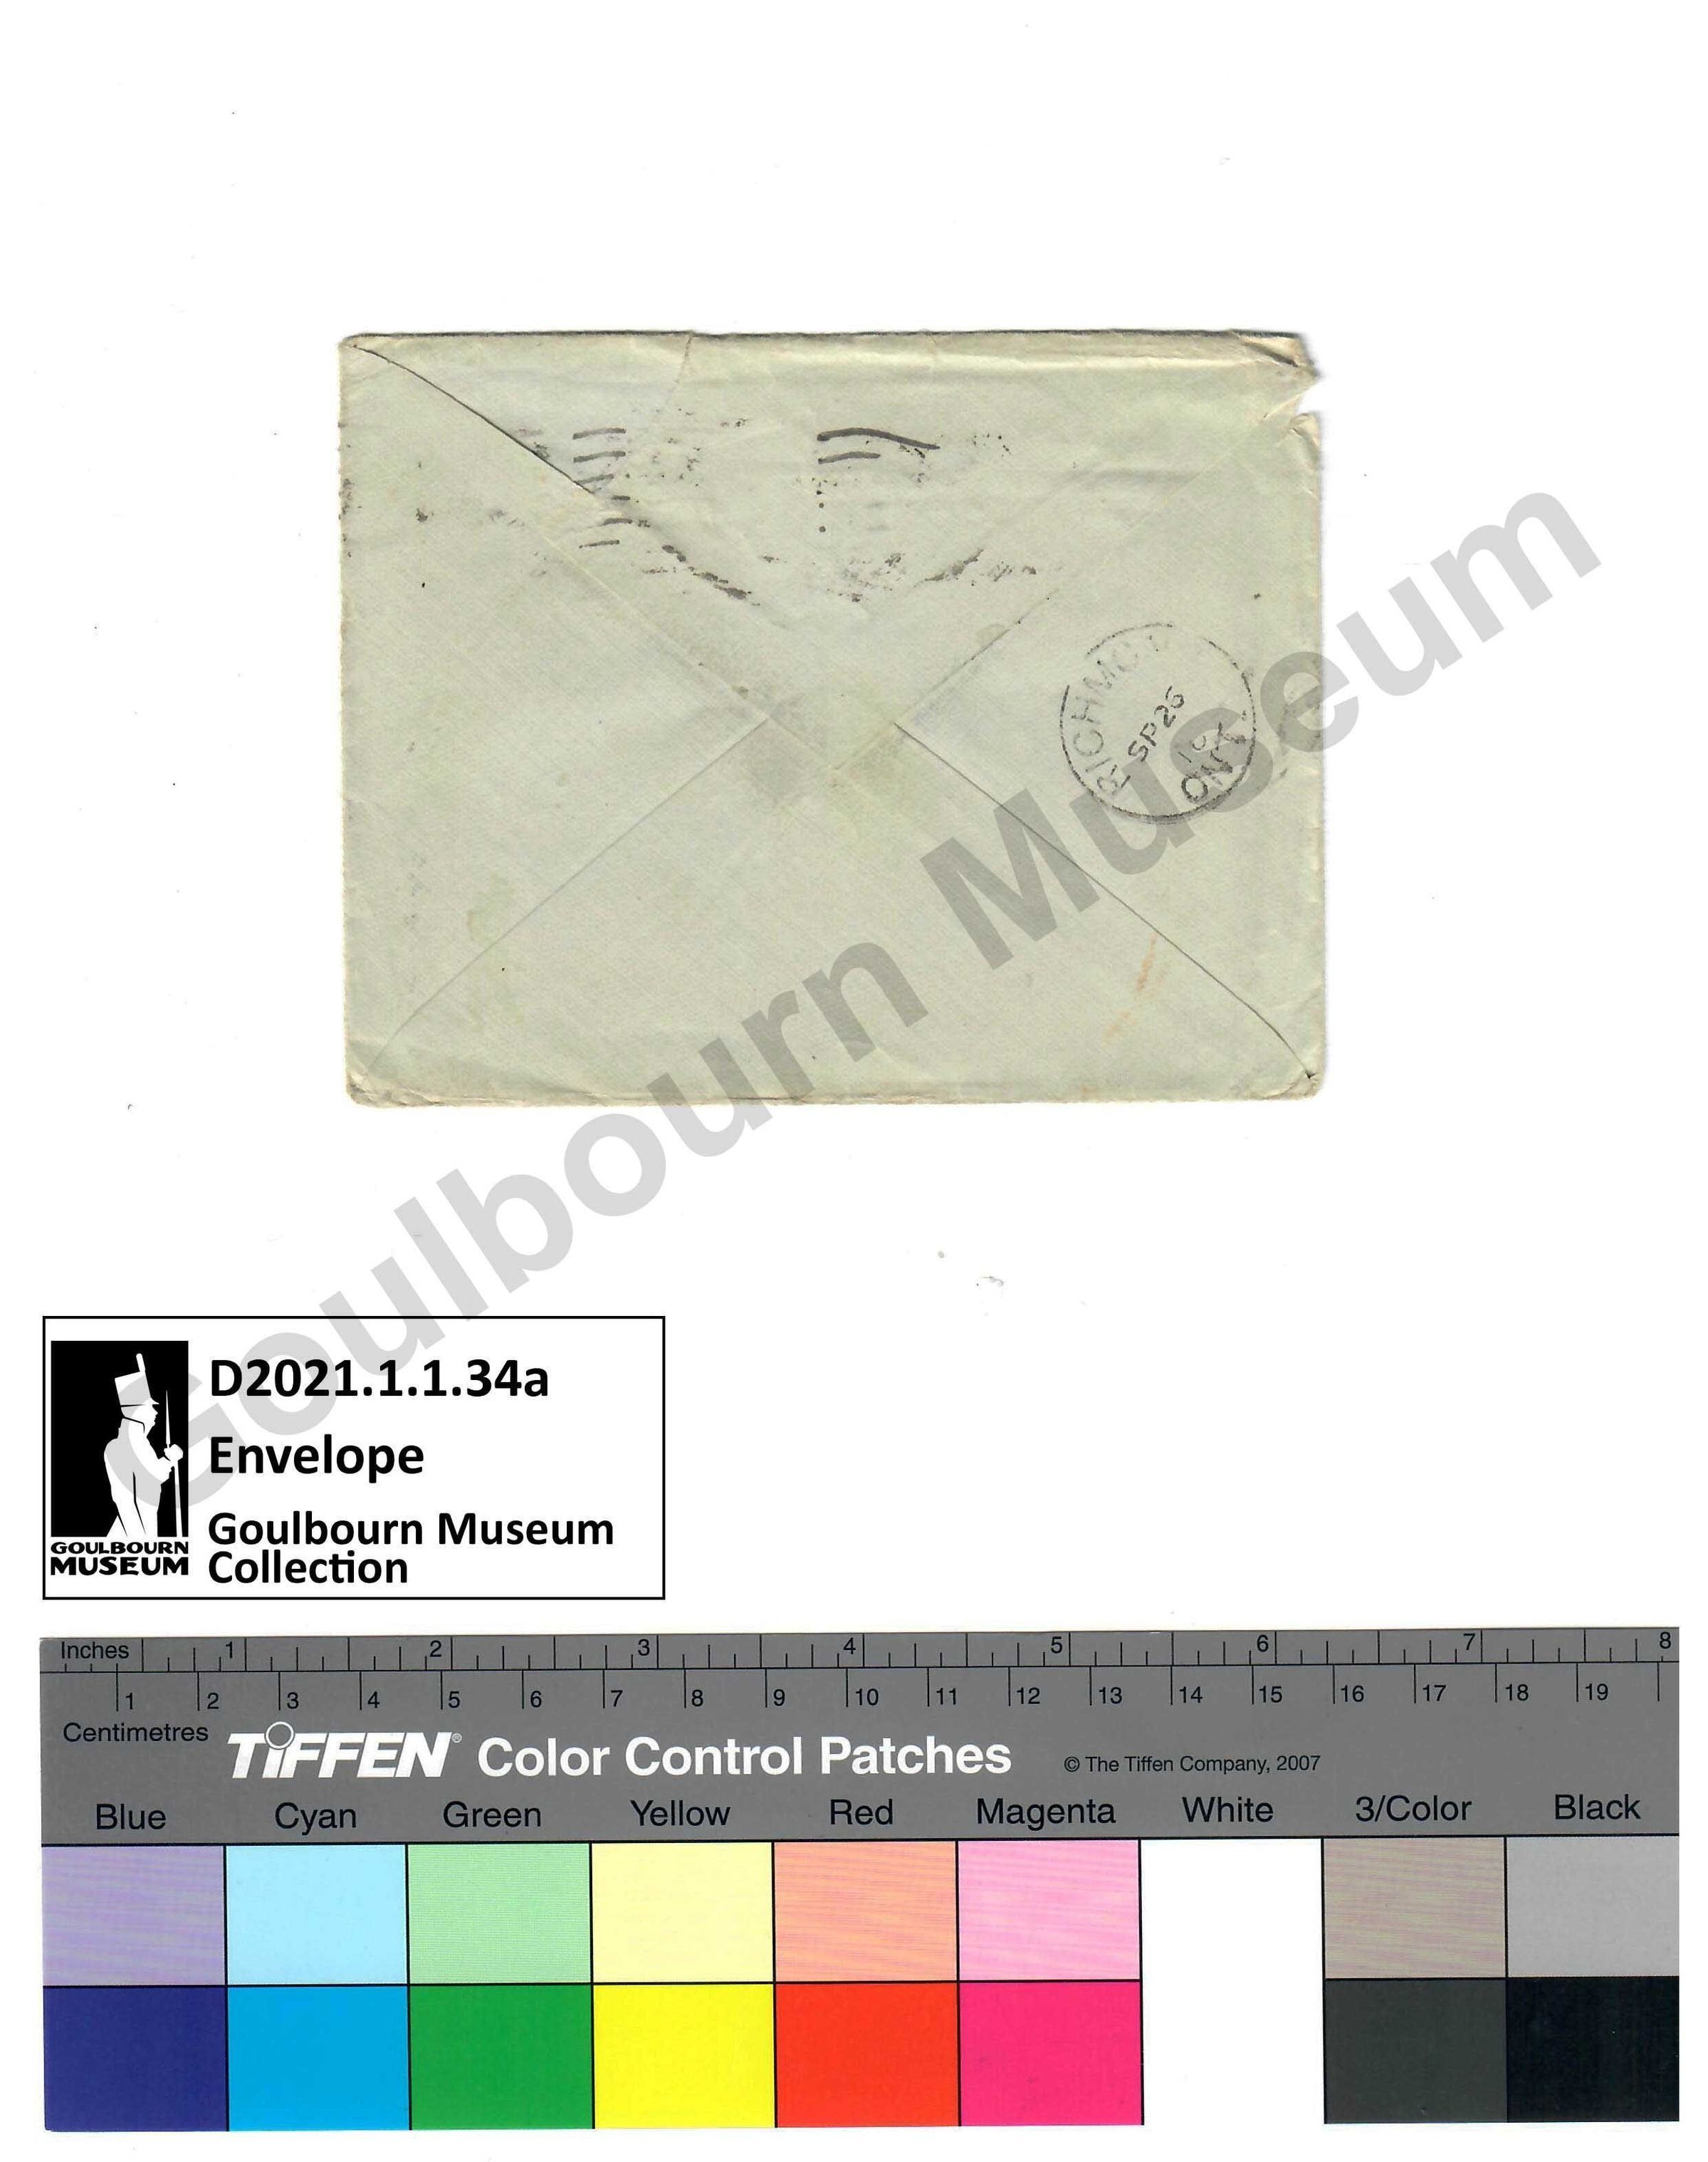 SP 26
ONT
Goulbourn Museum
D2021.1.1.34a
Envelope
Goulbourn Museum
Collection
GOULBOURN
MUSEUM
Inches 1 2 3 4 5 6 7 8
1 2 3 4 5 6 7 8 9 10 11 12 13 14 15 16 17 18 19
Centimetres
TIFFEN® Color Control Patches © The Tiffen Company, 2007
Blue Cyan Green Yellow Red Magenta White 3/Color Black